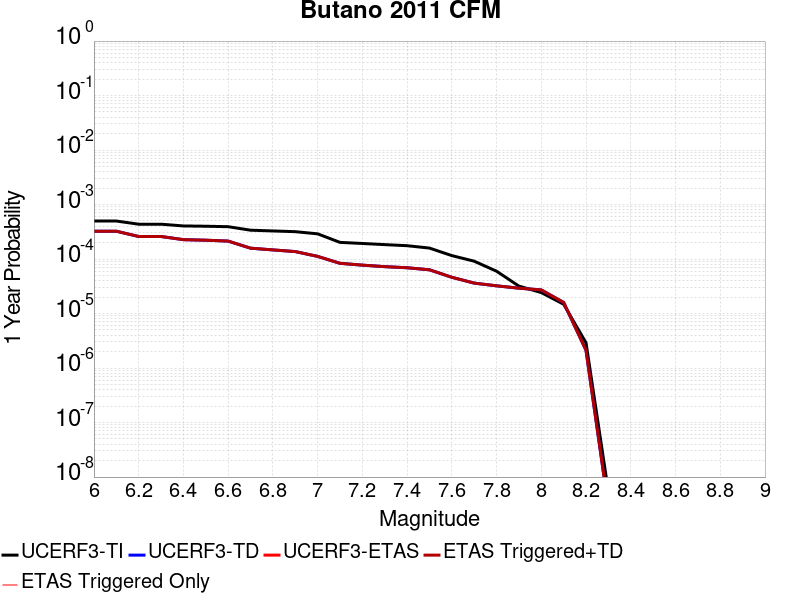 Butano 2011 CFM
10^0
10^-1
10^-2
10^-3
10^-4
10^-5
10^-6
10^-7
10^-8
1 Year Probability
6 6.2 6.4 6.6 6.8 7 7.2 7.4 7.6 7.8 8 8.2 8.4 8.6 8.8 9
Magnitude
UCERF3-TI UCERF3-TD UCERF3-ETAS ETAS Triggered+TD
ETAS Triggered Only